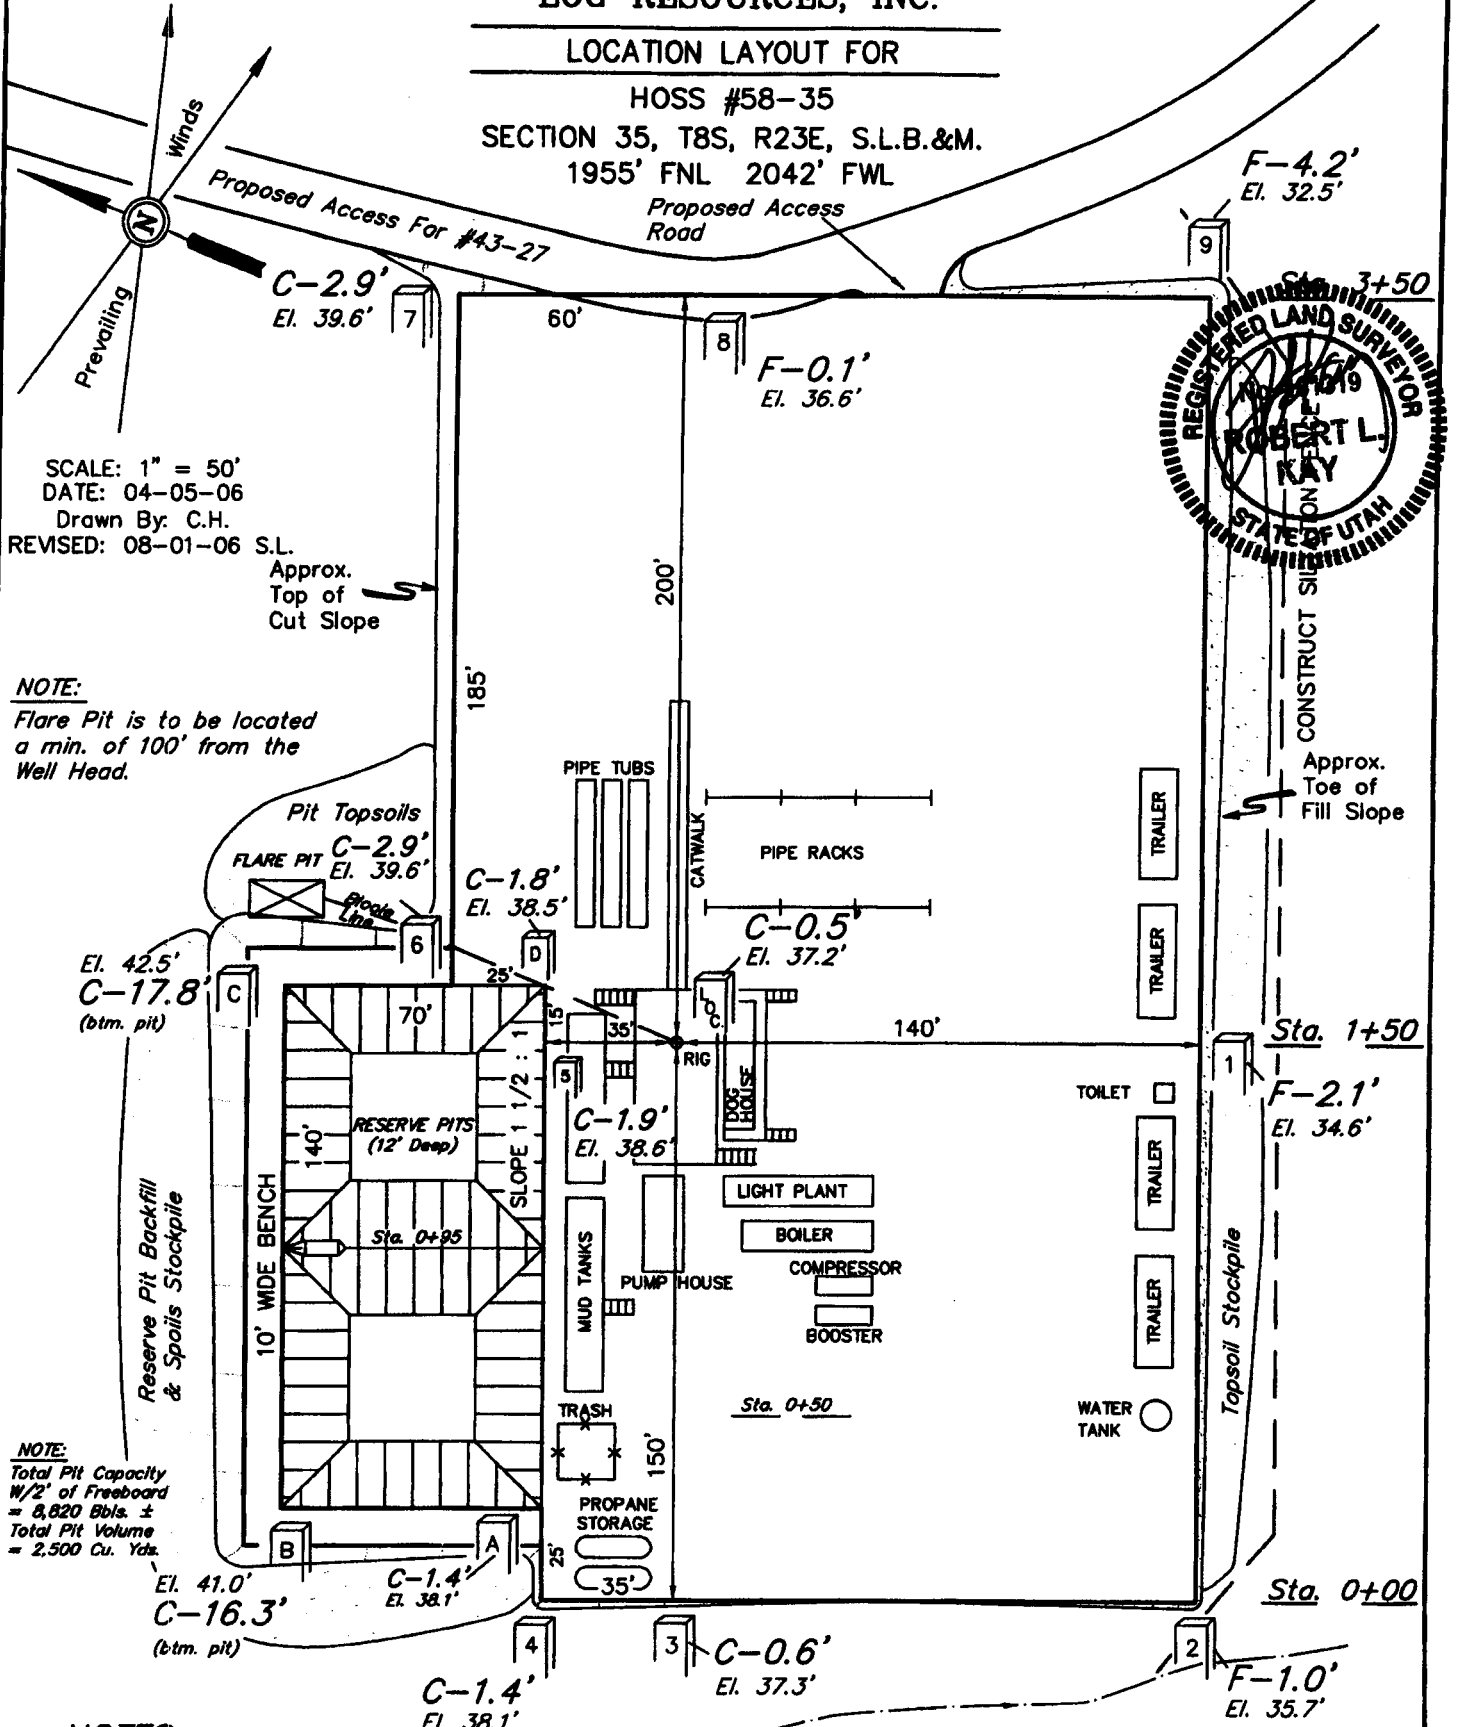 EOG RESOURCES, INC.
LOCATION LAYOUT FOR
HOSS #58-35
SECTION 35, T8S, R23E, S.L.B.&M.
1955' FNL 2042' FWL
Winds
N
Prevailing
Proposed Access For #43-27
Proposed Access
Road
F-4.2'
El. 32.5'
9
Sta. 3+50
C-2.9'
El. 39.6'
7
60'
8
F-0.1'
El. 36.6'
REGISTERED LAND SURVEYOR
ROBERT L.
KAY
STATE OF UTAH
SCALE: 1" = 50'
DATE: 04-05-06
Drawn By: C.H.
REVISED: 08-01-06 S.L.
Approx.
Top of
Cut Slope
200'
185'
CONSTRUCT
NOTE:
Flare Pit is to be located
a min. of 100' from the
Well Head.
Approx.
Toe of
Fill Slope
PIPE TUBS
CATWALK
PIPE RACKS
TRAILER
TRAILER
Pit Topsoils
FLARE PIT
C-2.9'
El. 39.6'
Blooie
Line
6
C-1.8'
El. 38.5'
D
C-0.5'
El. 37.2'
LOC.
El. 42.5'
C-17.8'
(btm. pit)
C
25'
70'
15'
35'
RIG
140'
Sta. 1+50
1
F-2.1'
El. 34.6'
5
C-1.9'
El. 38.6'
DOG
HOUSE
TOILET
TRAILER
TRAILER
RESERVE PITS
(12' Deep)
140'
SLOPE 1 1/2 : 1
10' WIDE BENCH
Reserve Pit Backfill
& Spoils Stockpile
Sta. 0+95
MUD TANKS
LIGHT PLANT
BOILER
PUMP HOUSE
COMPRESSOR
BOOSTER
Topsoil Stockpile
Sta. 0+50
WATER
TANK
TRASH
150'
PROPANE
STORAGE
25'
35'
NOTE:
Total Pit Capacity
W/2' of Freeboard
= 8,820 Bbls. ±
Total Pit Volume
= 2,500 Cu. Yds.
B
A
El. 41.0'
C-16.3'
(btm. pit)
C-1.4'
El. 38.1'
Sta. 0+00
4
3
2
C-0.6'
El. 37.3'
F-1.0'
El. 35.7'
C-1.4'
El. 38.1'
NOTES